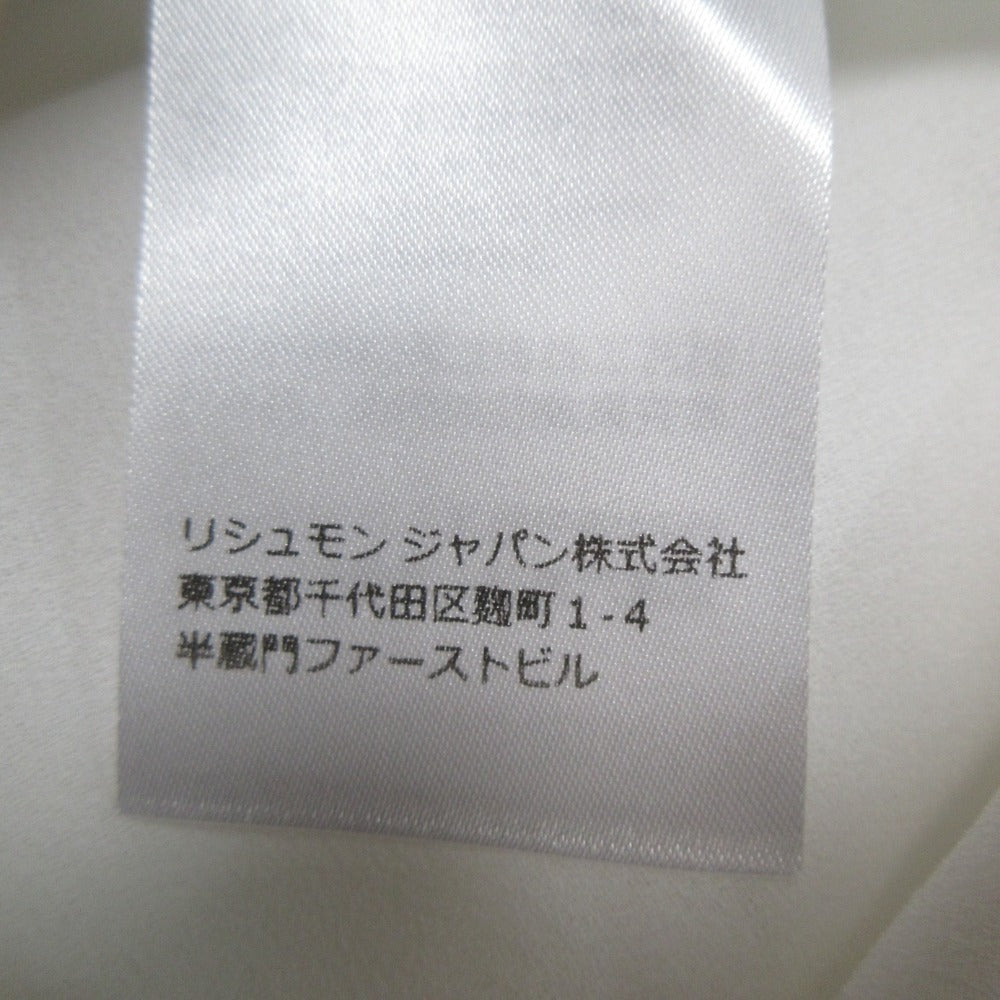 リシュモン ジャパン株式会社
東京都千代田区麹町1-4
半蔵門ファーストビル